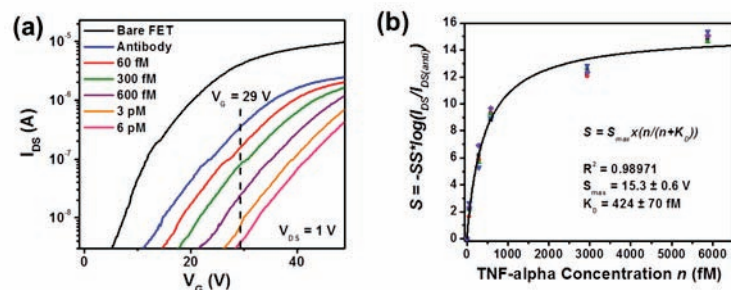 (a)
Bare FET
Antibody
60 fM
300 fM
600 fM
3 pM
6 pM
V_G = 29 V
V_DS = 1 V
I_DS (A)
10^-5
10^-6
10^-7
10^-8
0 20 40
V_G (V)
(b)
S = -SS*log(I_DS/I_DS(anti))
16
14
12
10
8
6
4
2
0
S = S_max x(n/(n+K_D))
R^2 = 0.98971
S_max = 15.3 ± 0.6 V
K_D = 424 ± 70 fM
0 1000 2000 3000 4000 5000 6000
TNF-alpha Concentration n (fM)